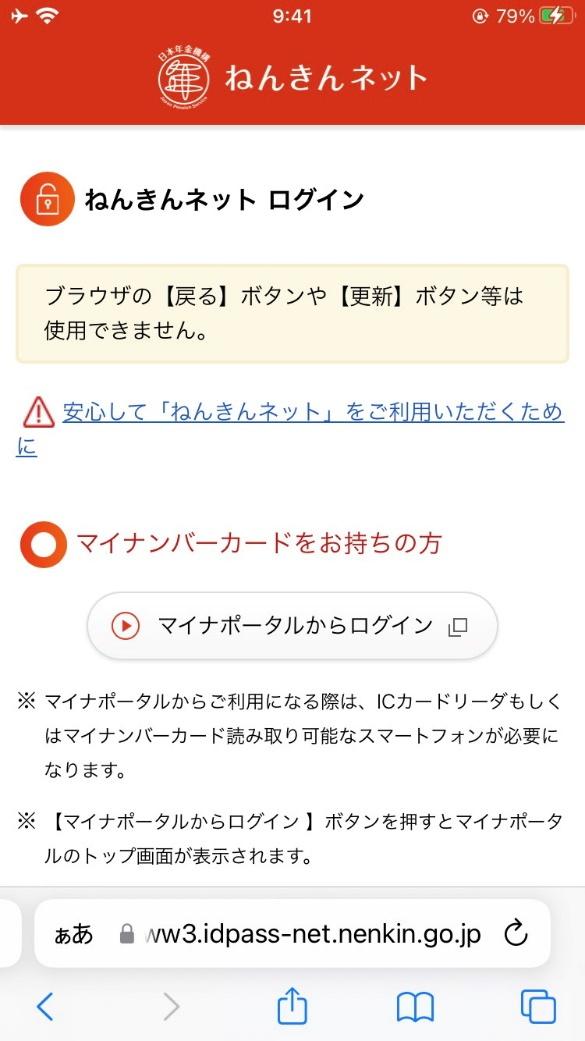 9:41
79%
日本年金機構
Japan Pension Service
ねんきんネット
ねんきんネット ログイン
ブラウザの【戻る】ボタンや【更新】ボタン等は
使用できません。
安心して「ねんきんネット」をご利用いただくため
に
マイナンバーカードをお持ちの方
マイナポータルからログイン
※ マイナポータルからご利用になる際は、ICカードリーダもしく
はマイナンバーカード読み取り可能なスマートフォンが必要に
なります。
※ 【マイナポータルからログイン 】ボタンを押すとマイナポータ
ルのトップ画面が表示されます。
ぁあ
ww3.idpass-net.nenkin.go.jp